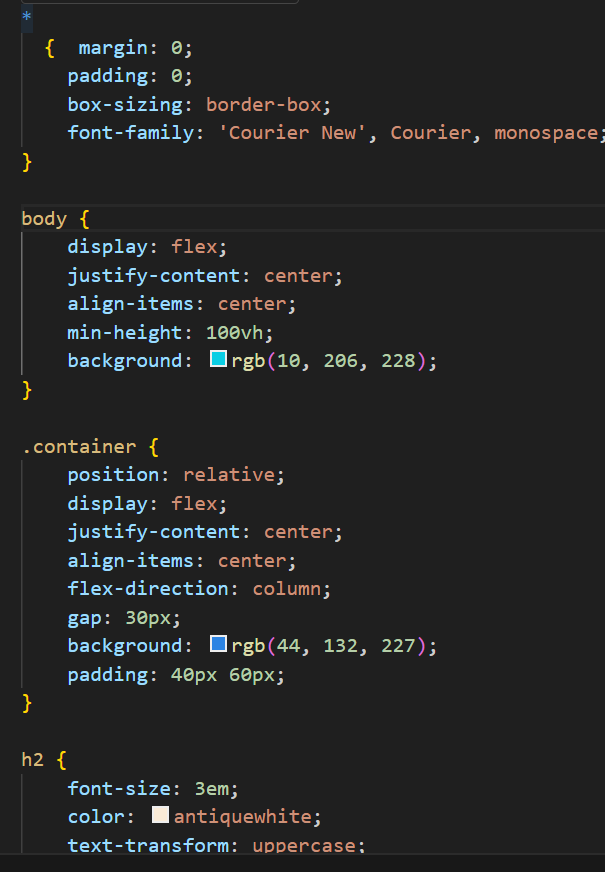 *
  {  margin: 0;
    padding: 0;
    box-sizing: border-box;
    font-family: 'Courier New', Courier, monospace;
}

body {
    display: flex;
    justify-content: center;
    align-items: center;
    min-height: 100vh;
    background: rgb(10, 206, 228);
}

.container {
    position: relative;
    display: flex;
    justify-content: center;
    align-items: center;
    flex-direction: column;
    gap: 30px;
    background: rgb(44, 132, 227);
    padding: 40px 60px;
}

h2 {
    font-size: 3em;
    color: antiquewhite;
    text-transform: uppercase;